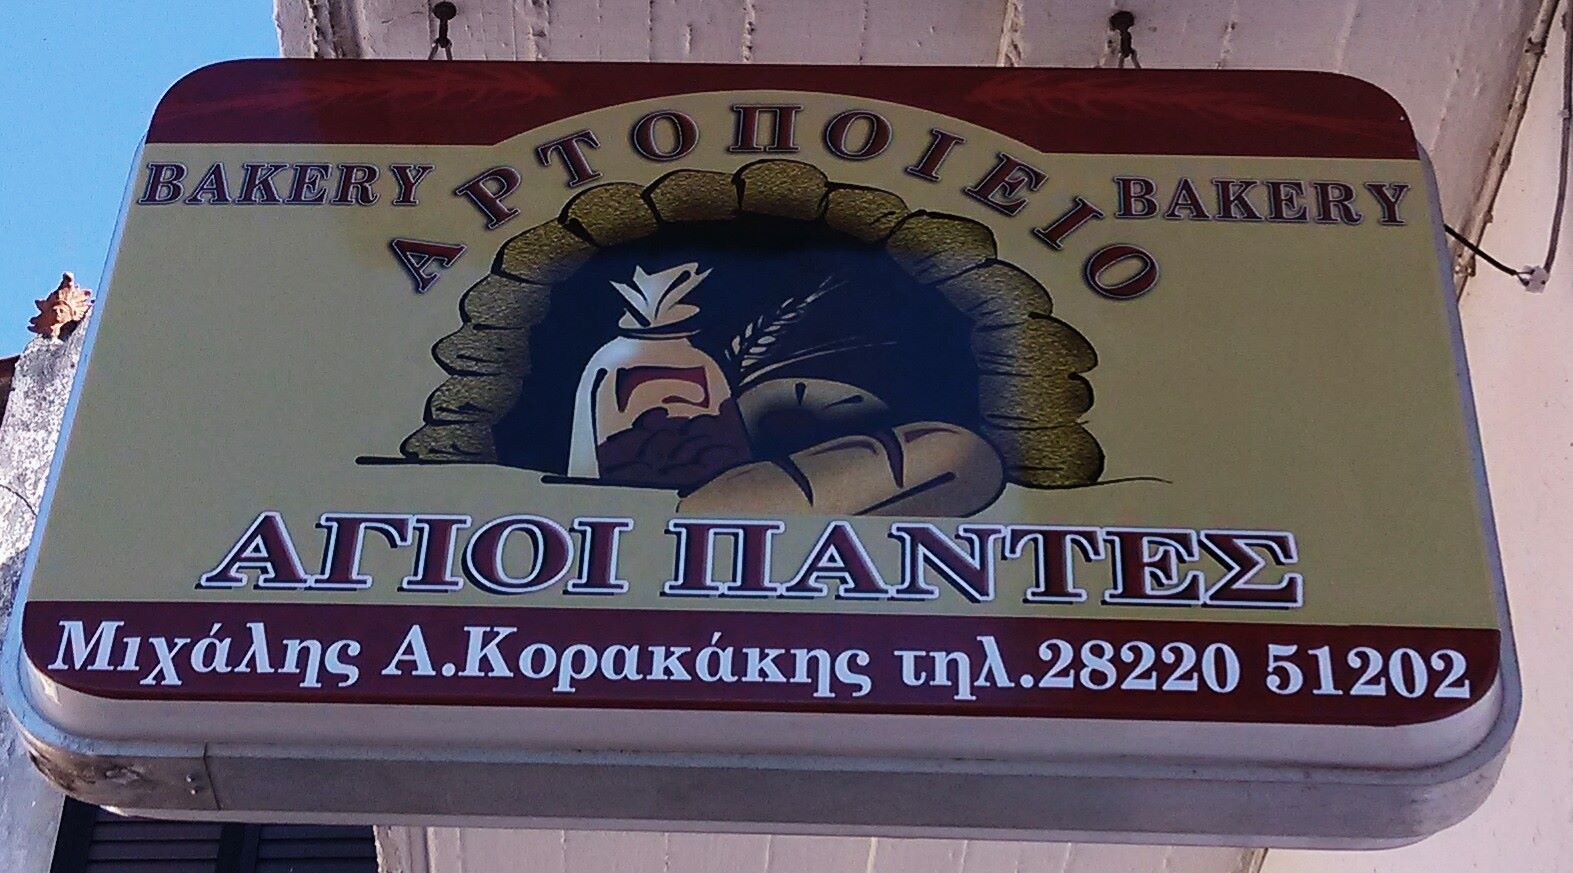 BAKERY ΑΡΤΟΠΟΙΕΙΟ BAKERY
ΑΓΙΟΙ ΠΑΝΤΕΣ
Μιχάλης Α.Κορακάκης τηλ.28220 51202